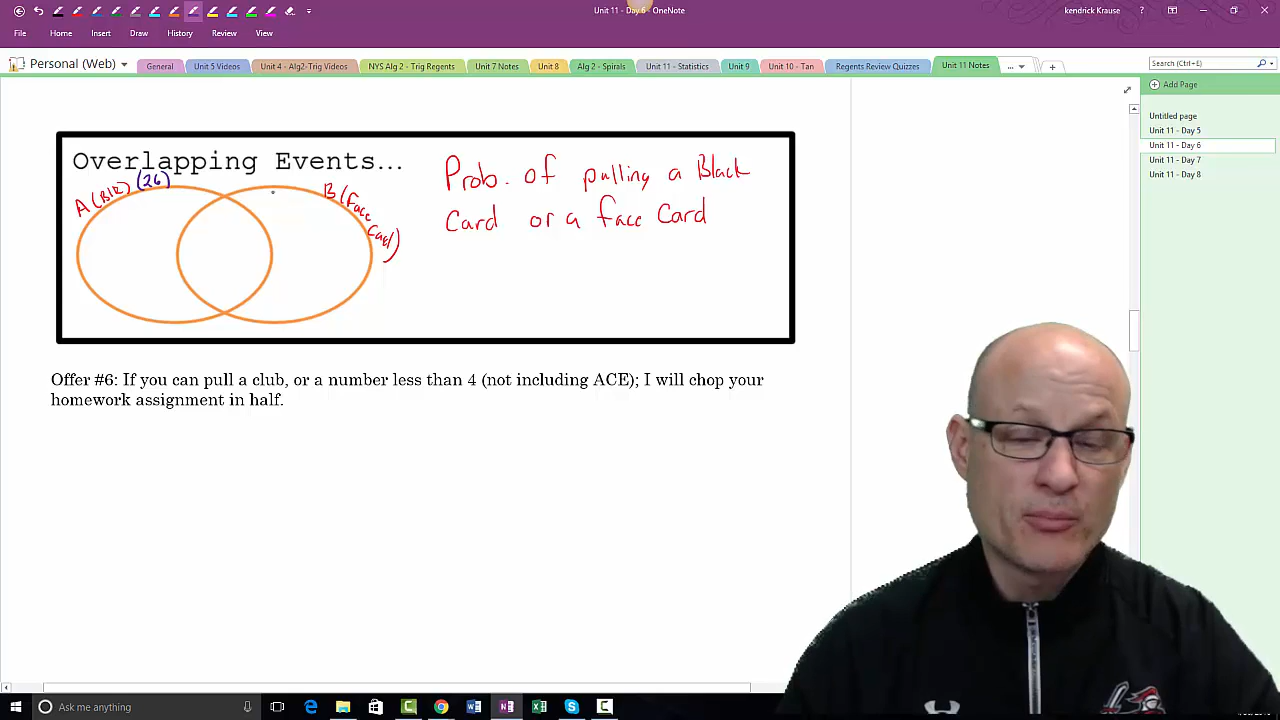 Unit 11 - Day 6 - OneNote
kendrick Krause
?
File Home Insert Draw History Review View
Personal (Web)
General
Unit 5 Videos
Unit 4 - Alg2-Trig Videos
NYS Alg 2 - Trig Regents
Unit 7 Notes
Unit 8
Alg 2 - Spirals
Unit 11 - Statistics
Unit 9
Unit 10 - Tan
Regents Review Quizzes
Unit 11 Notes
...
Search (Ctrl+E)
Add Page
Untitled page
Unit 11 - Day 5
Unit 11 - Day 6
Unit 11 - Day 7
Unit 11 - Day 8
Overlapping Events...
A (Blk) (26)
B (Face
Card)
Prob. of pulling a Black
Card or a face Card
Offer #6: If you can pull a club, or a number less than 4 (not including ACE); I will chop your
homework assignment in half.
Ask me anything